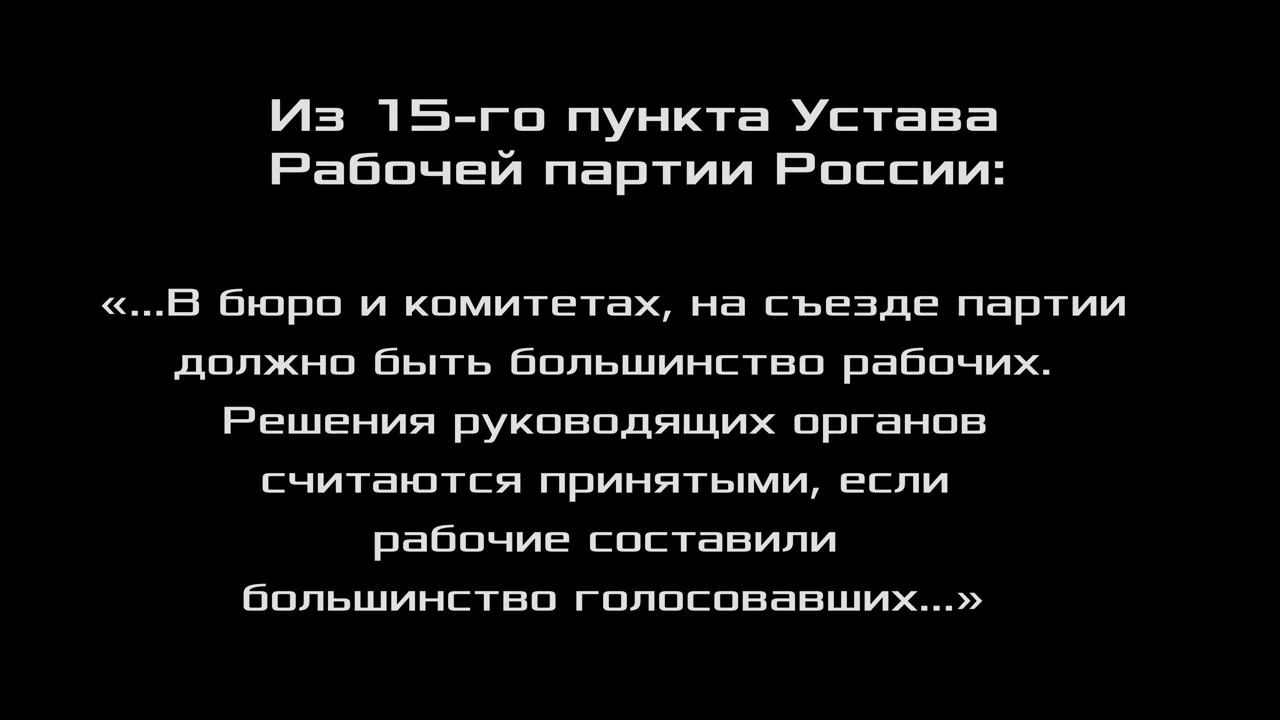 Из 15-го пункта Устава
Рабочей партии России:
«...В бюро и комитетах, на съезде партии
должно быть большинство рабочих.
Решения руководящих органов
считаются принятыми, если
рабочие составили
большинство голосовавших...»